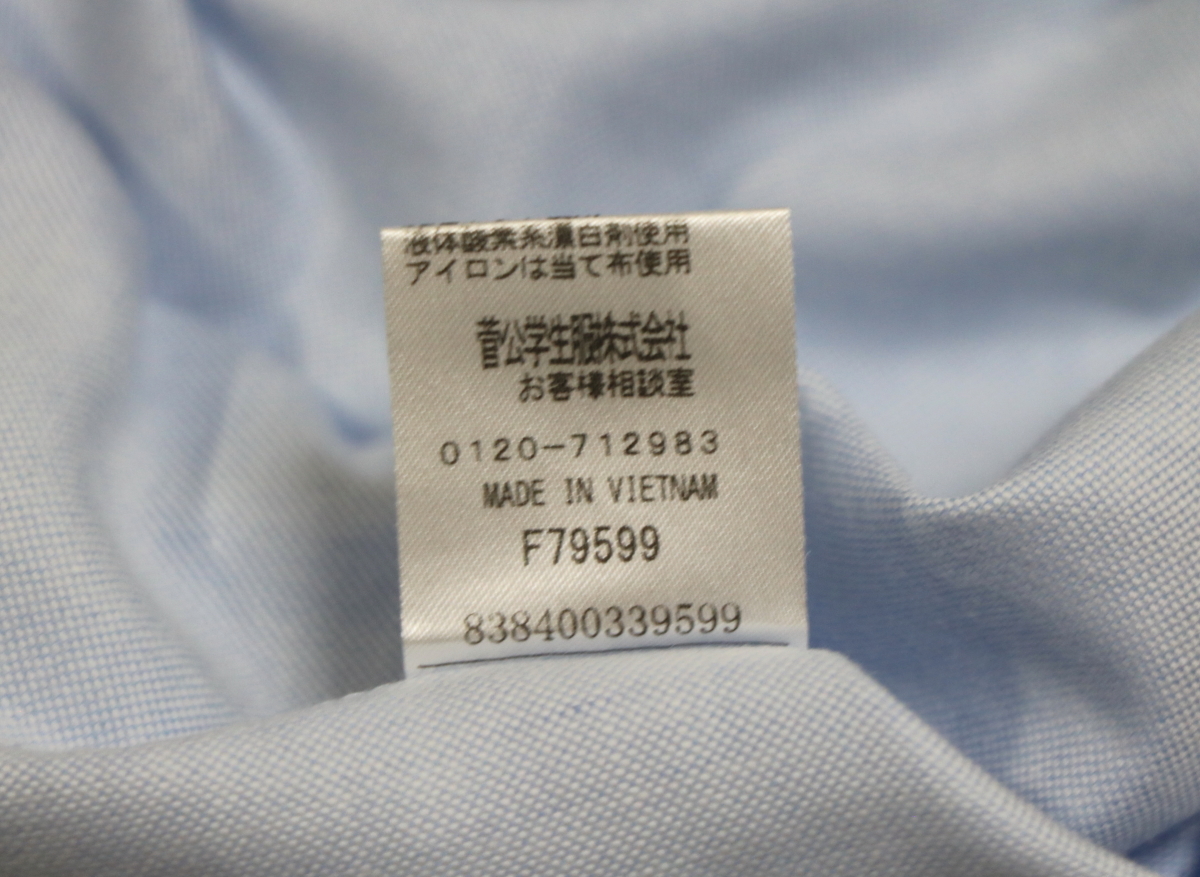 液体酸素系漂白剤使用
アイロンは当て布使用
菅公学生服株式会社
お客様相談室
0120-712983
MADE IN VIETNAM
F79599
838400339599